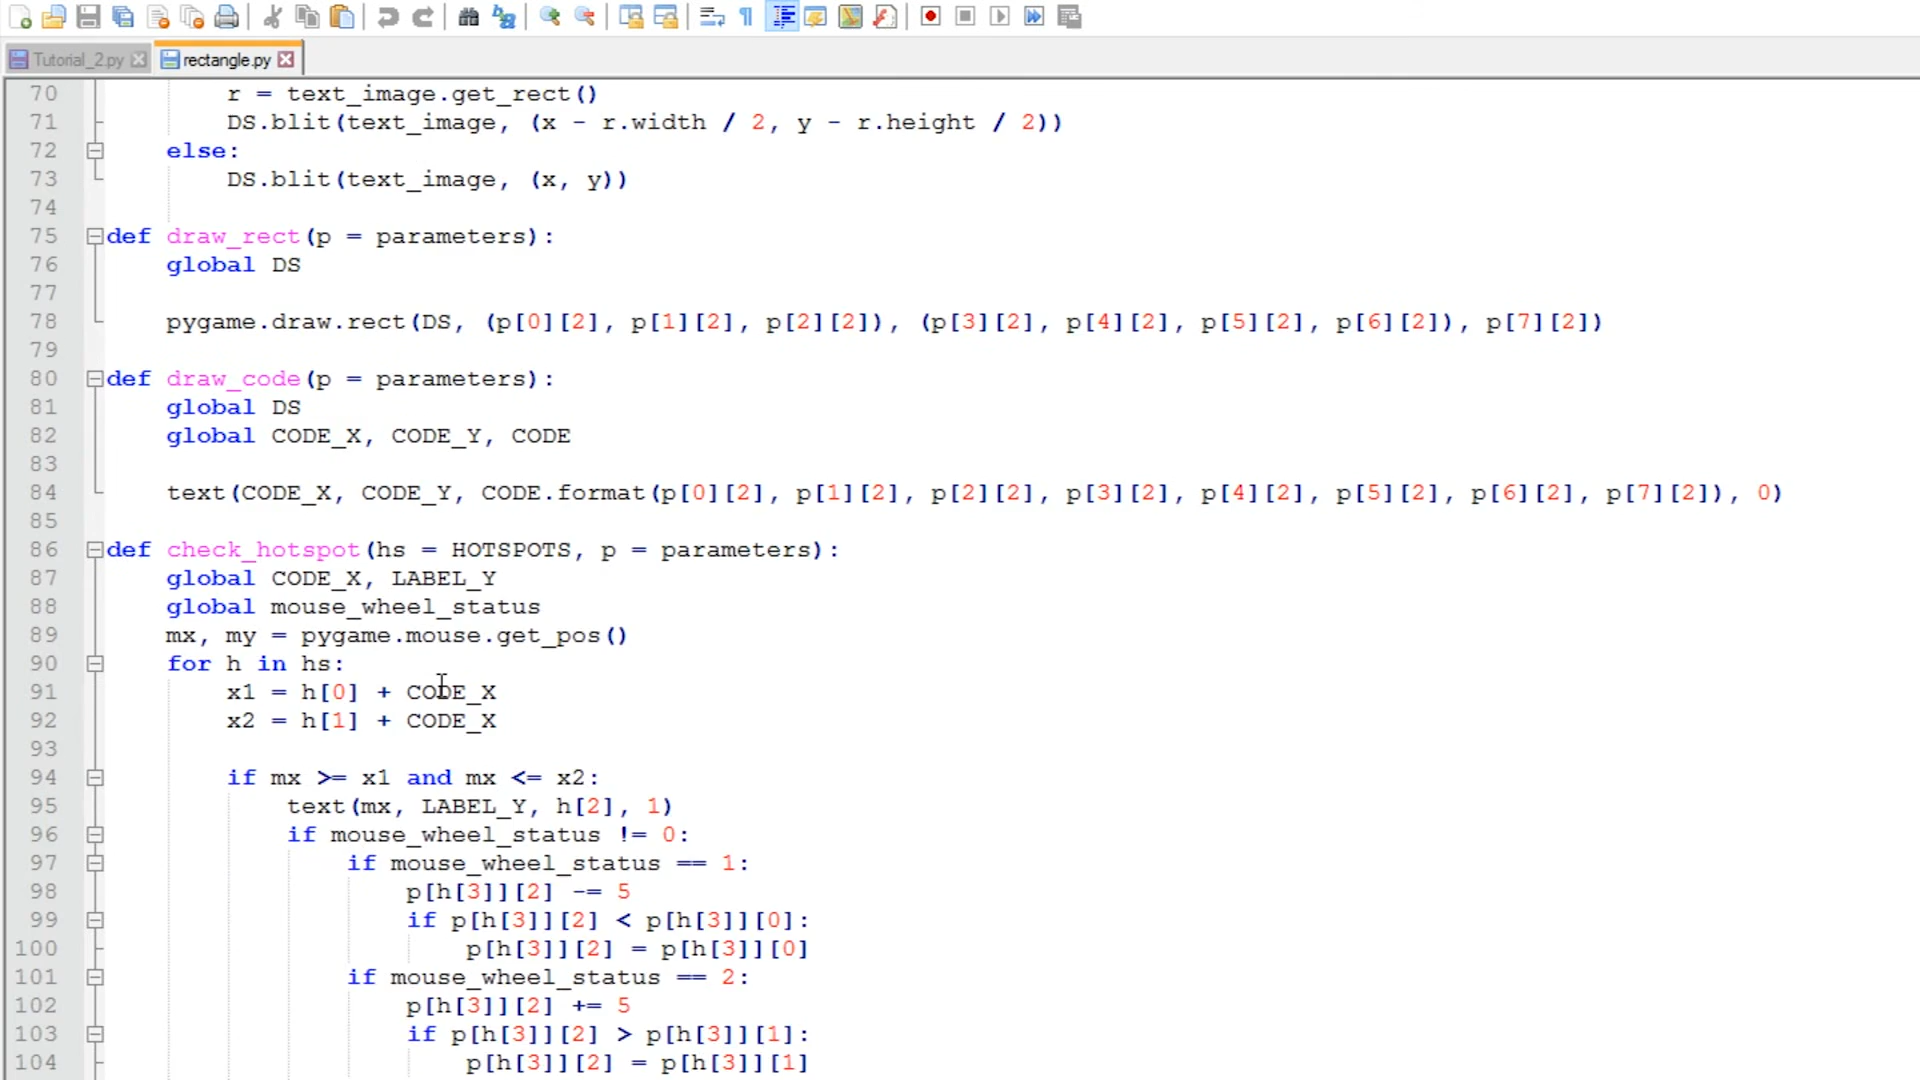 Tutorial_2.py rectangle.py
70 r = text_image.get_rect()
71 DS.blit(text_image, (x - r.width / 2, y - r.height / 2))
72 else:
73 DS.blit(text_image, (x, y))
74
75 def draw_rect(p = parameters):
76 global DS
77
78 pygame.draw.rect(DS, (p[0][2], p[1][2], p[2][2]), (p[3][2], p[4][2], p[5][2], p[6][2]), p[7][2])
79
80 def draw_code(p = parameters):
81 global DS
82 global CODE_X, CODE_Y, CODE
83
84 text(CODE_X, CODE_Y, CODE.format(p[0][2], p[1][2], p[2][2], p[3][2], p[4][2], p[5][2], p[6][2], p[7][2]), 0)
85
86 def check_hotspot(hs = HOTSPOTS, p = parameters):
87 global CODE_X, LABEL_Y
88 global mouse_wheel_status
89 mx, my = pygame.mouse.get_pos()
90 for h in hs:
91 x1 = h[0] + CODE_X
92 x2 = h[1] + CODE_X
93
94 if mx >= x1 and mx <= x2:
95 text(mx, LABEL_Y, h[2], 1)
96 if mouse_wheel_status != 0:
97 if mouse_wheel_status == 1:
98 p[h[3]][2] -= 5
99 if p[h[3]][2] < p[h[3]][0]:
100 p[h[3]][2] = p[h[3]][0]
101 if mouse_wheel_status == 2:
102 p[h[3]][2] += 5
103 if p[h[3]][2] > p[h[3]][1]:
104 p[h[3]][2] = p[h[3]][1]